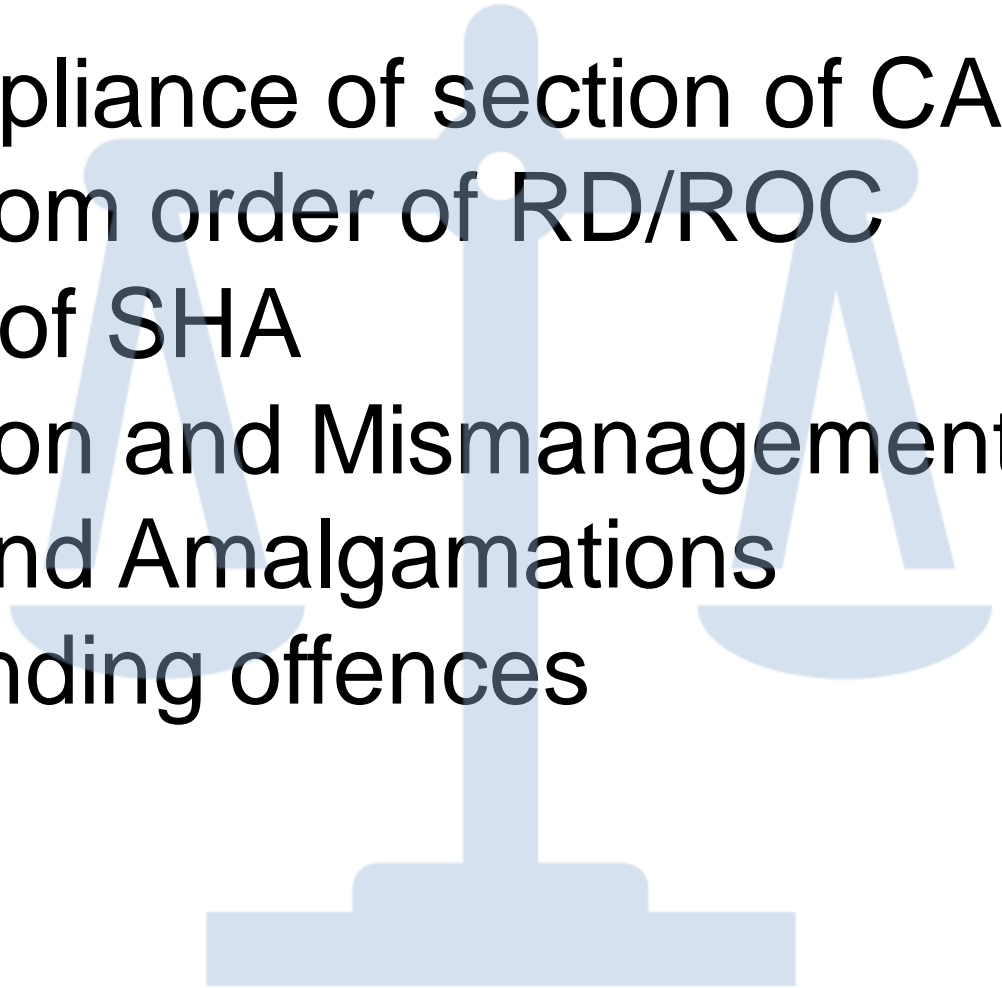 pliance of section of CA
om order of RD/ROC
of SHA
on and Mismanagement
nd Amalgamations
nding offences